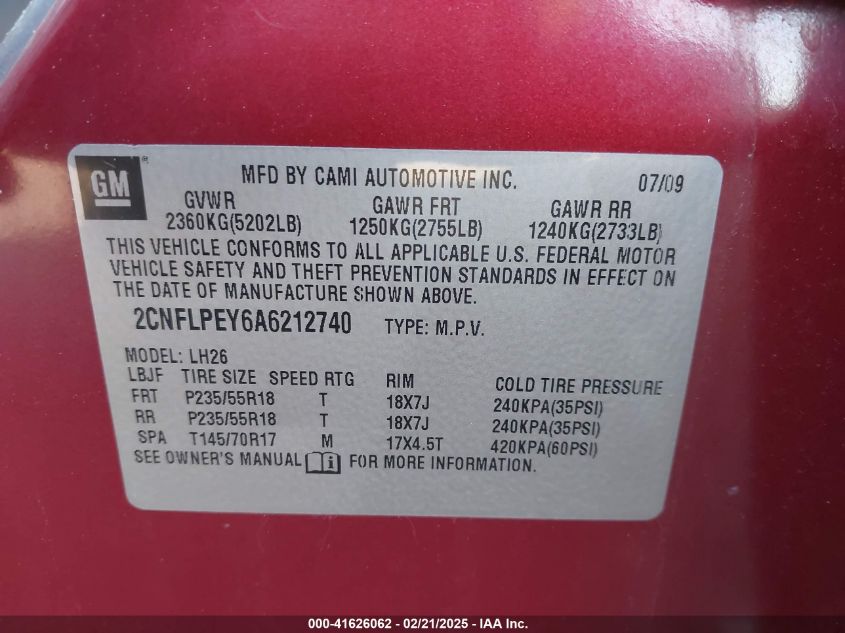 GM
MFD BY CAMI AUTOMOTIVE INC. 07/09
GVWR GAWR FRT GAWR RR
2360KG(5202LB) 1250KG(2755LB) 1240KG(2733LB)
THIS VEHICLE CONFORMS TO ALL APPLICABLE U.S. FEDERAL MOTOR
VEHICLE SAFETY AND THEFT PREVENTION STANDARDS IN EFFECT ON
THE DATE OF MANUFACTURE SHOWN ABOVE.
2CNFLPEY6A6212740 TYPE: M.P.V.
MODEL: LH26
LBJF TIRE SIZE SPEED RTG RIM COLD TIRE PRESSURE
FRT P235/55R18 T 18X7J 240KPA(35PSI)
RR P235/55R18 T 18X7J 240KPA(35PSI)
SPA T145/70R17 M 17X4.5T 420KPA(60PSI)
SEE OWNER'S MANUAL FOR MORE INFORMATION.
000-41626062 - 02/21/2025 - IAAI Inc.